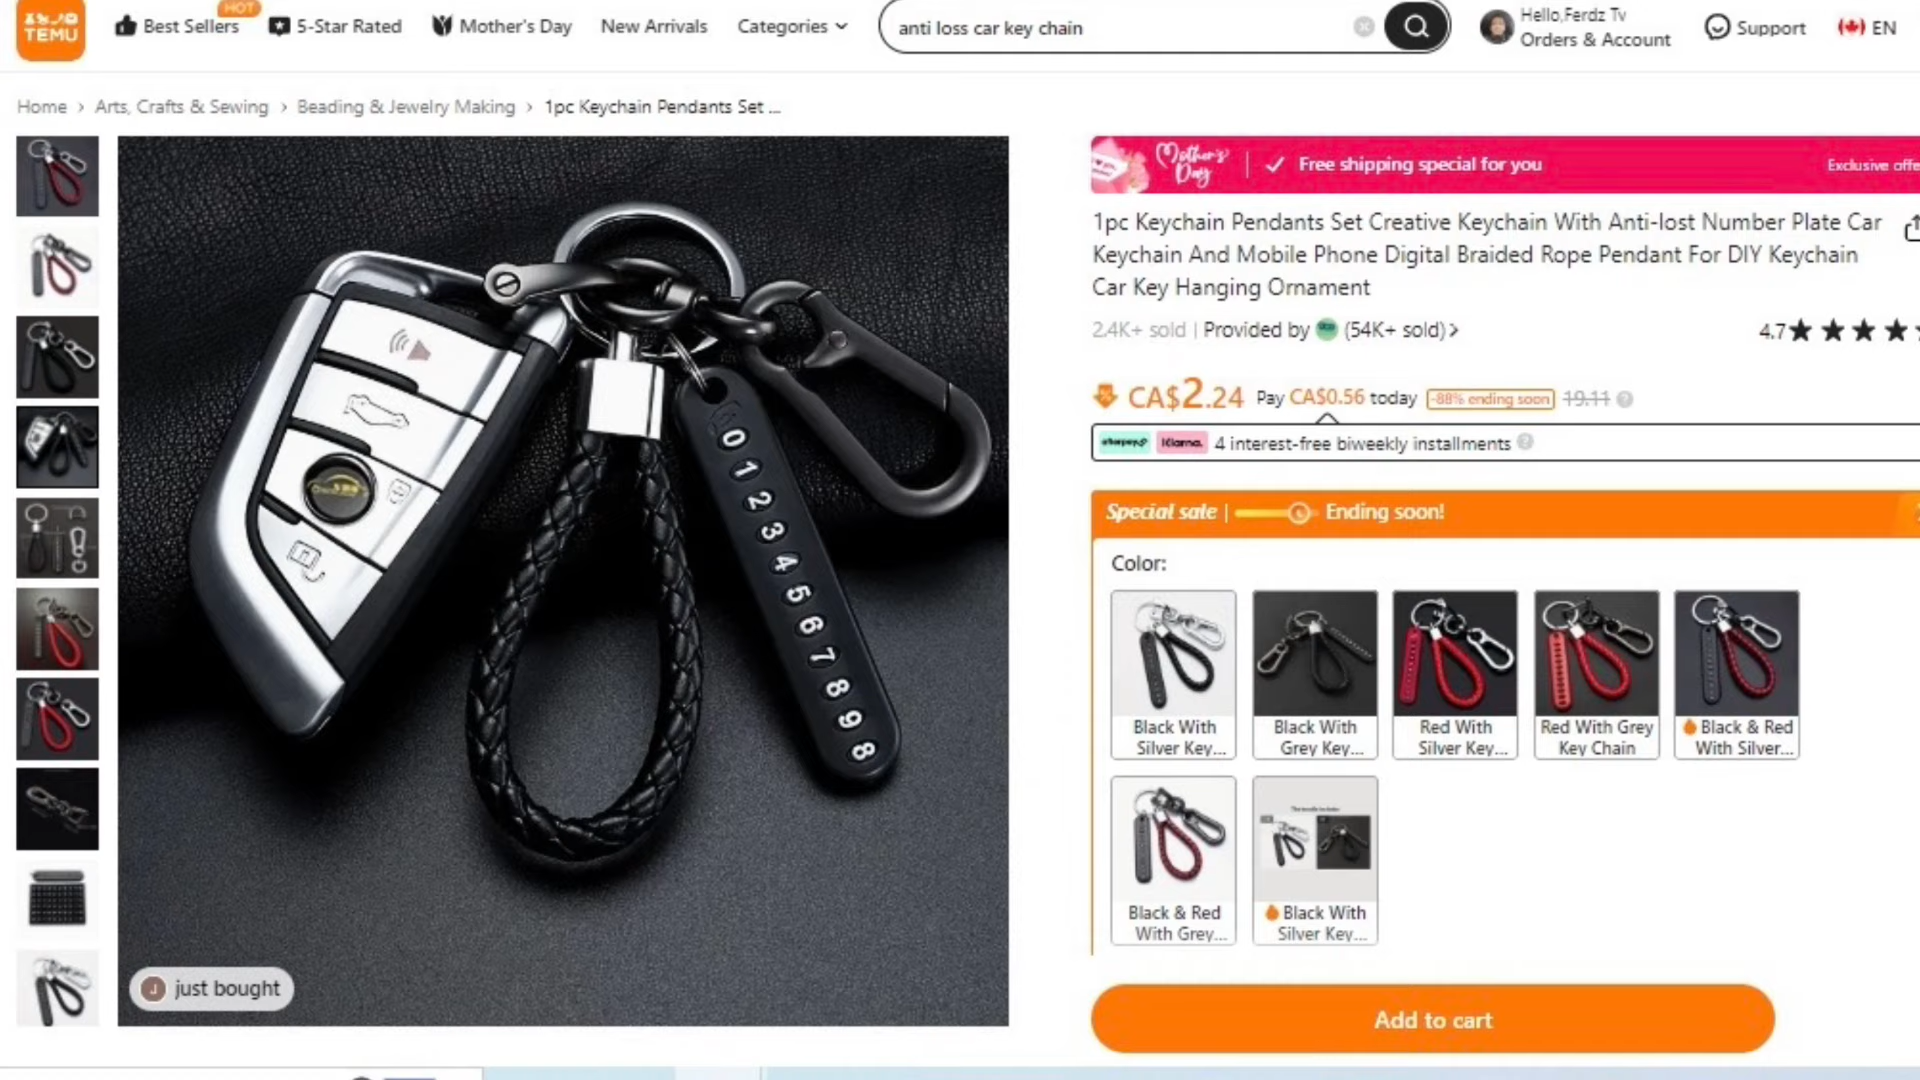 TEMU
Best Sellers
HOT
5-Star Rated
Mother's Day
New Arrivals
Categories
anti loss car key chain
Hello,Ferdz Tv
Orders & Account
Support
EN
Home > Arts, Crafts & Sewing > Beading & Jewelry Making > 1pc Keychain Pendants Set ...
0 1 2 3 4 5 6 7 8 9 8
J just bought
Mother's Day
Free shipping special for you
Exclusive offe
1pc Keychain Pendants Set Creative Keychain With Anti-lost Number Plate Car
Keychain And Mobile Phone Digital Braided Rope Pendant For DIY Keychain
Car Key Hanging Ornament
2.4K+ sold | Provided by (54K+ sold) >
4.7
CA$2.24 Pay CA$0.56 today -88% ending soon 19.11
afterpay Klarna. 4 interest-free biweekly installments
Special sale | Ending soon!
Color:
Black With
Silver Key...
Black With
Grey Key...
Red With
Silver Key...
Red With Grey
Key Chain
Black & Red
With Silver...
Black & Red
With Grey...
Black With
Silver Key...
Add to cart